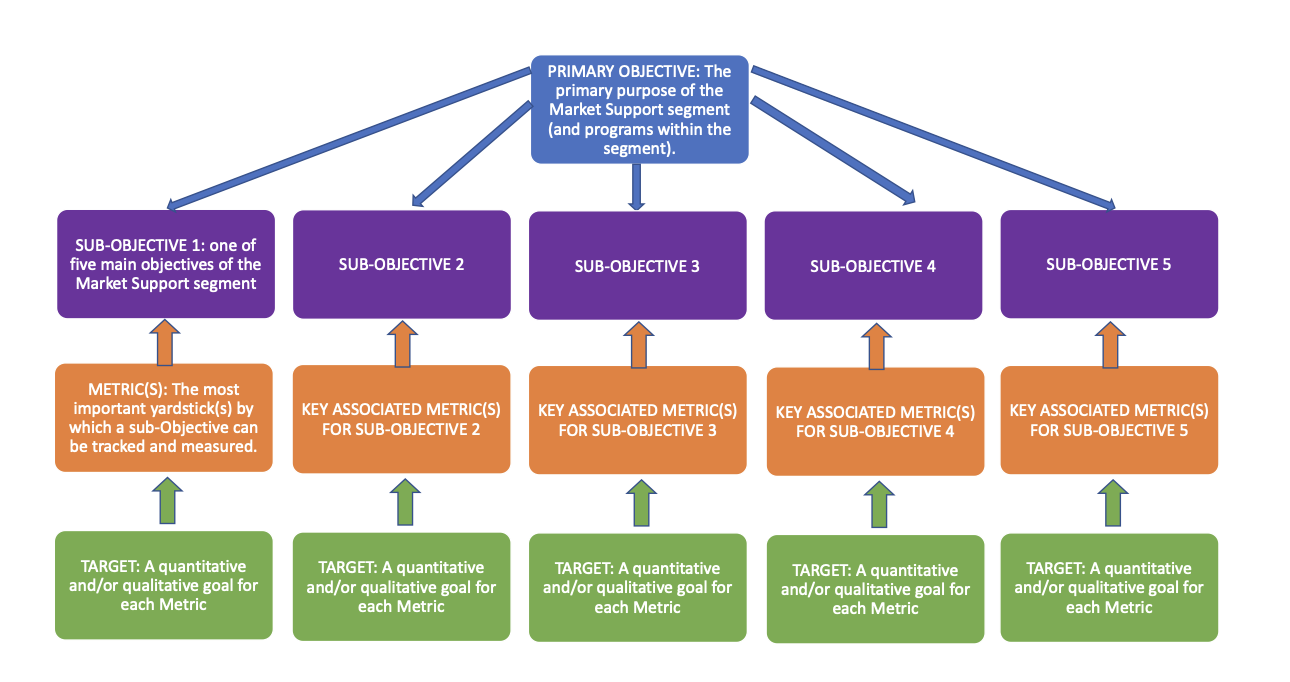 PRIMARY OBJECTIVE: The
primary purpose of the
Market Support segment
(and programs within the
segment).
SUB-OBJECTIVE 1: one of
five main objectives of the
Market Support segment
SUB-OBJECTIVE 2
SUB-OBJECTIVE 3
SUB-OBJECTIVE 4
SUB-OBJECTIVE 5
METRIC(S): The most
important yardstick(s) by
which a sub-Objective can
be tracked and measured.
KEY ASSOCIATED METRIC(S)
FOR SUB-OBJECTIVE 2
KEY ASSOCIATED METRIC(S)
FOR SUB-OBJECTIVE 3
KEY ASSOCIATED METRIC(S)
FOR SUB-OBJECTIVE 4
KEY ASSOCIATED METRIC(S)
FOR SUB-OBJECTIVE 5
TARGET: A quantitative
and/or qualitative goal for
each Metric
TARGET: A quantitative
and/or qualitative goal for
each Metric
TARGET: A quantitative
and/or qualitative goal for
each Metric
TARGET: A quantitative
and/or qualitative goal for
each Metric
TARGET: A quantitative
and/or qualitative goal for
each Metric